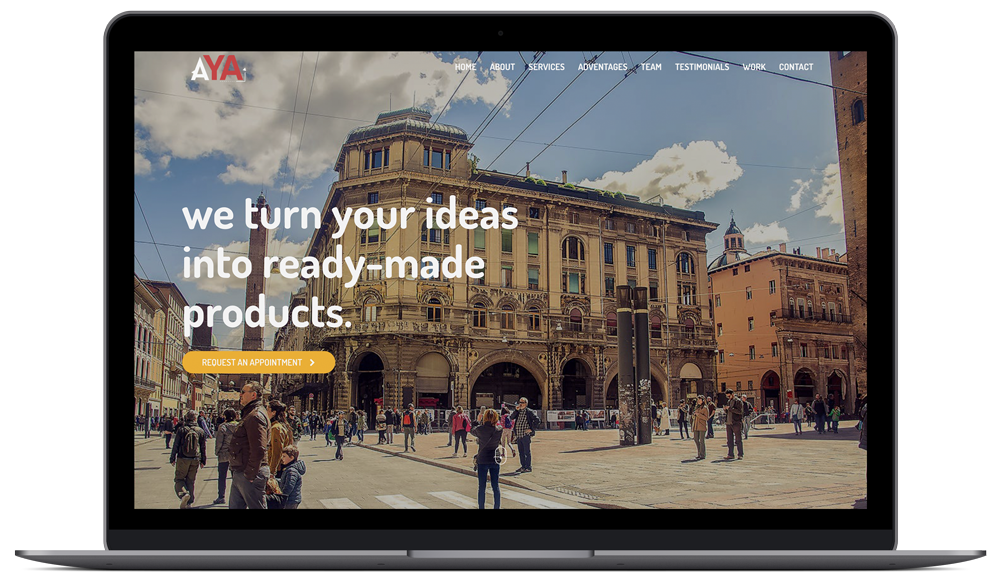 AYA
HOME ABOUT SERVICES ADVENTAGES TEAM TESTIMONIALS WORK CONTACT
we turn your ideas
into ready-made
products.
REQUEST AN APPOINTMENT